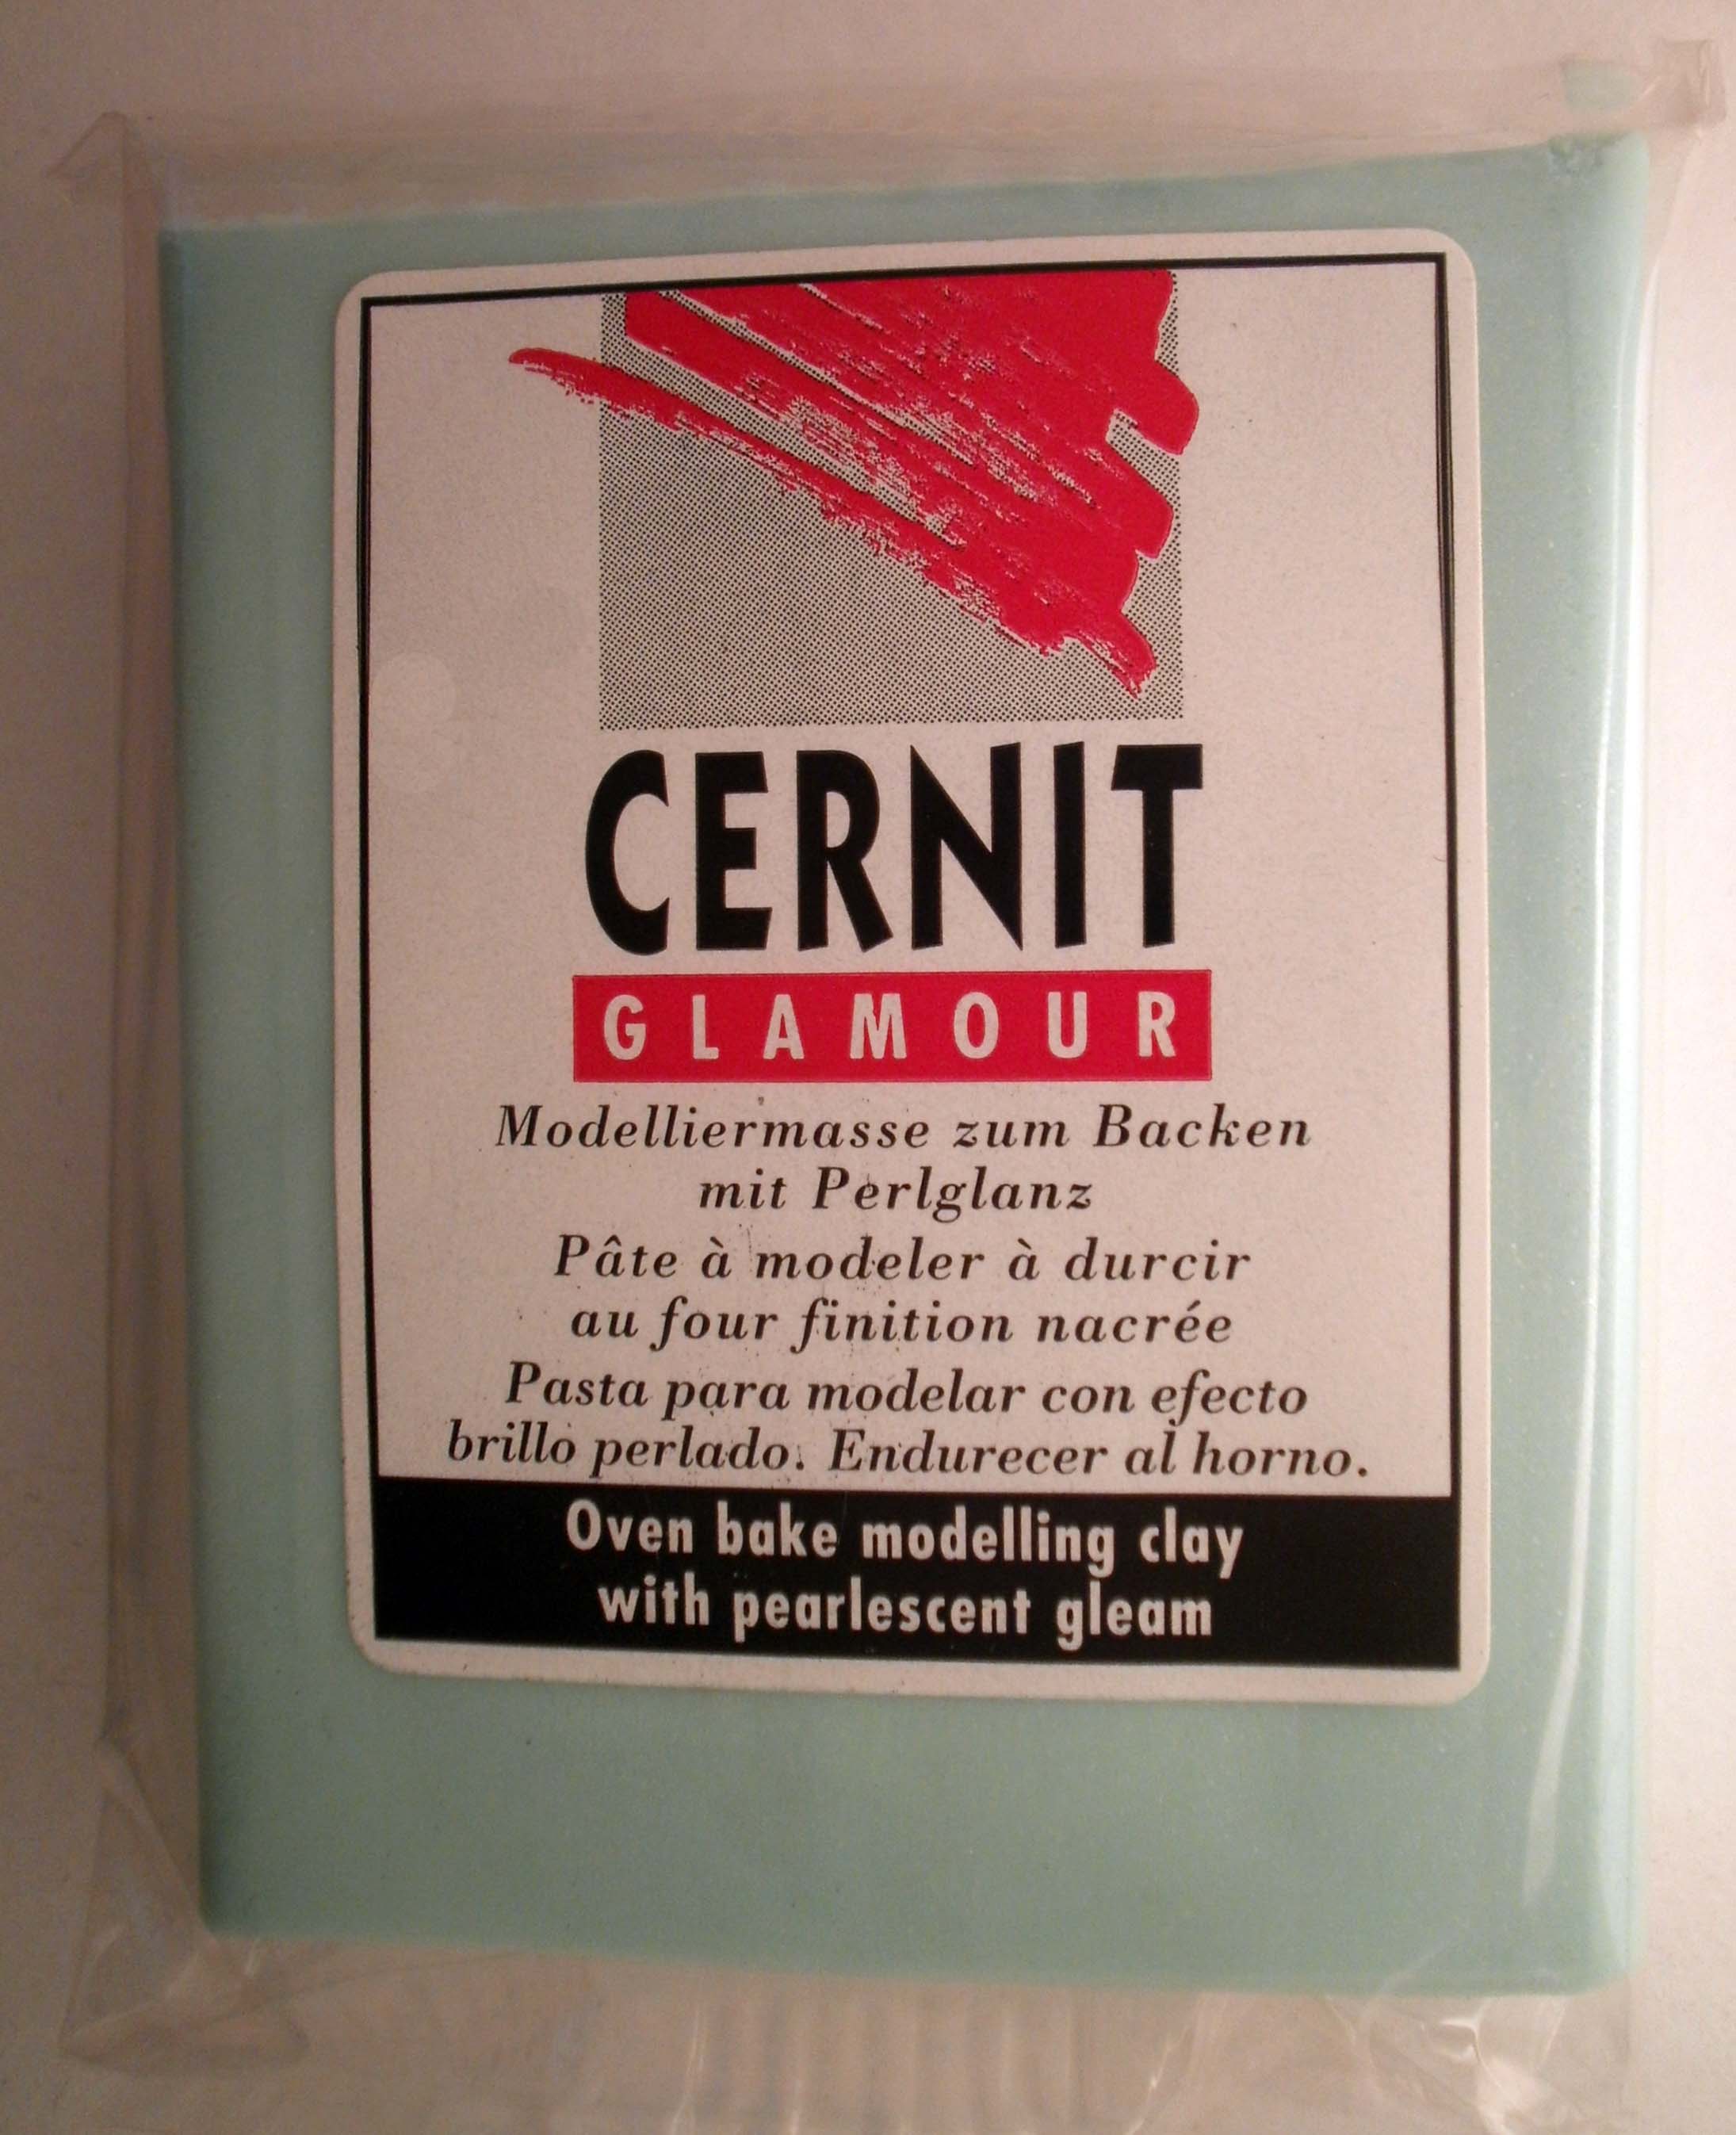 CERNIT
GLAMOUR
Modelliermasse zum Backen
mit Perlglanz
Pâte à modeler à durcir
au four finition nacrée
Pasta para modelar con efecto
brillo perlado. Endurecer al horno.
Oven bake modelling clay
with pearlescent gleam